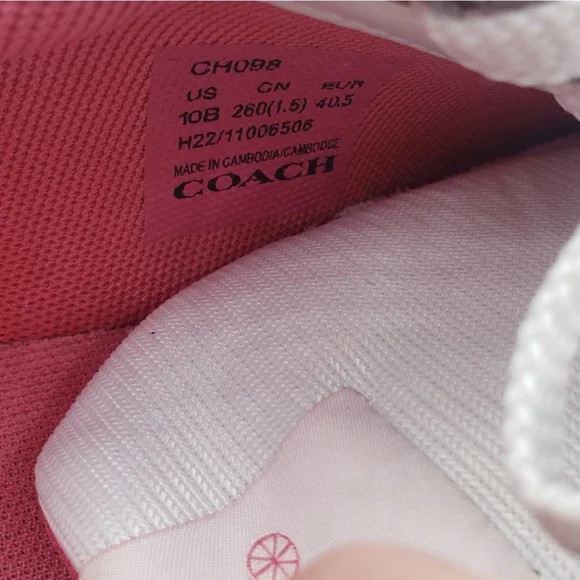 CH098
US CN EUR
10B 260(1.5) 40.5
H22/11006506
MADE IN CAMBODIA/CAMBODGE
COACH